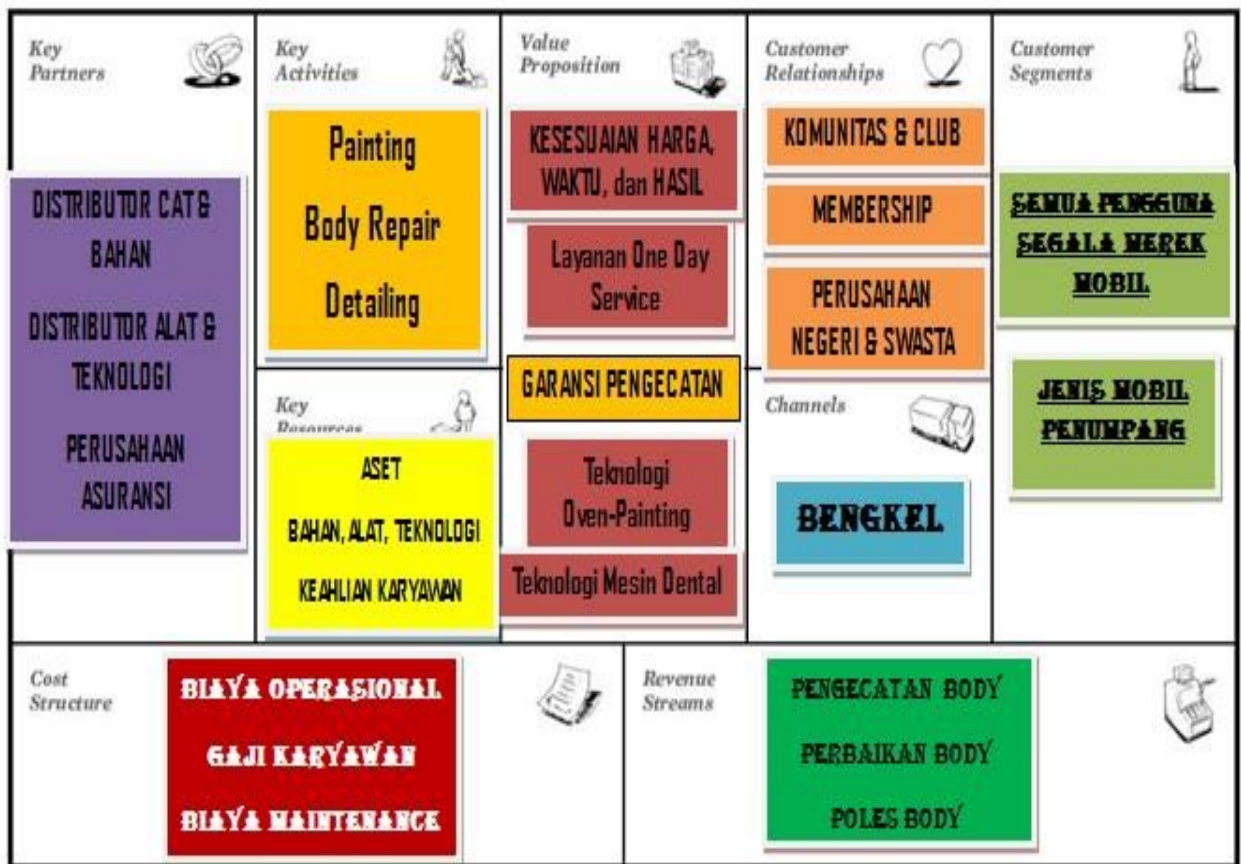 Key
Partners
DISTRIBUTOR CAT &
BAHAN
DISTRIBUTOR ALAT &
TEKNOLOGI
PERUSAHAAN
ASURANSI
Key
Activities
Painting
Body Repair
Detailing
Key
Resources
ASET
BAHAN, ALAT, TEKNOLOGI
KEAHLIAN KARYAWAN
Value
Proposition
KESESUAIAN HARGA,
WAKTU, dan HASIL
Layanan One Day
Service
GARANSI PENGECATAN
Teknologi
Oven-Painting
Teknologi Mesin Dental
Customer
Relationships
KOMUNITAS & CLUB
MEMBERSHIP
PERUSAHAAN
NEGERI & SWASTA
Channels
BENGKEL
Customer
Segments
SEMUA PENGGUNA
SEGALA MEREK
MOBIL
JENIS MOBIL
PENUMPANG
Cost
Structure
BIAYA OPERASIONAL
GAJI KARYAWAN
BIAYA MAINTENANCE
Revenue
Streams
PENGECATAN BODY
PERBAIKAN BODY
POLES BODY